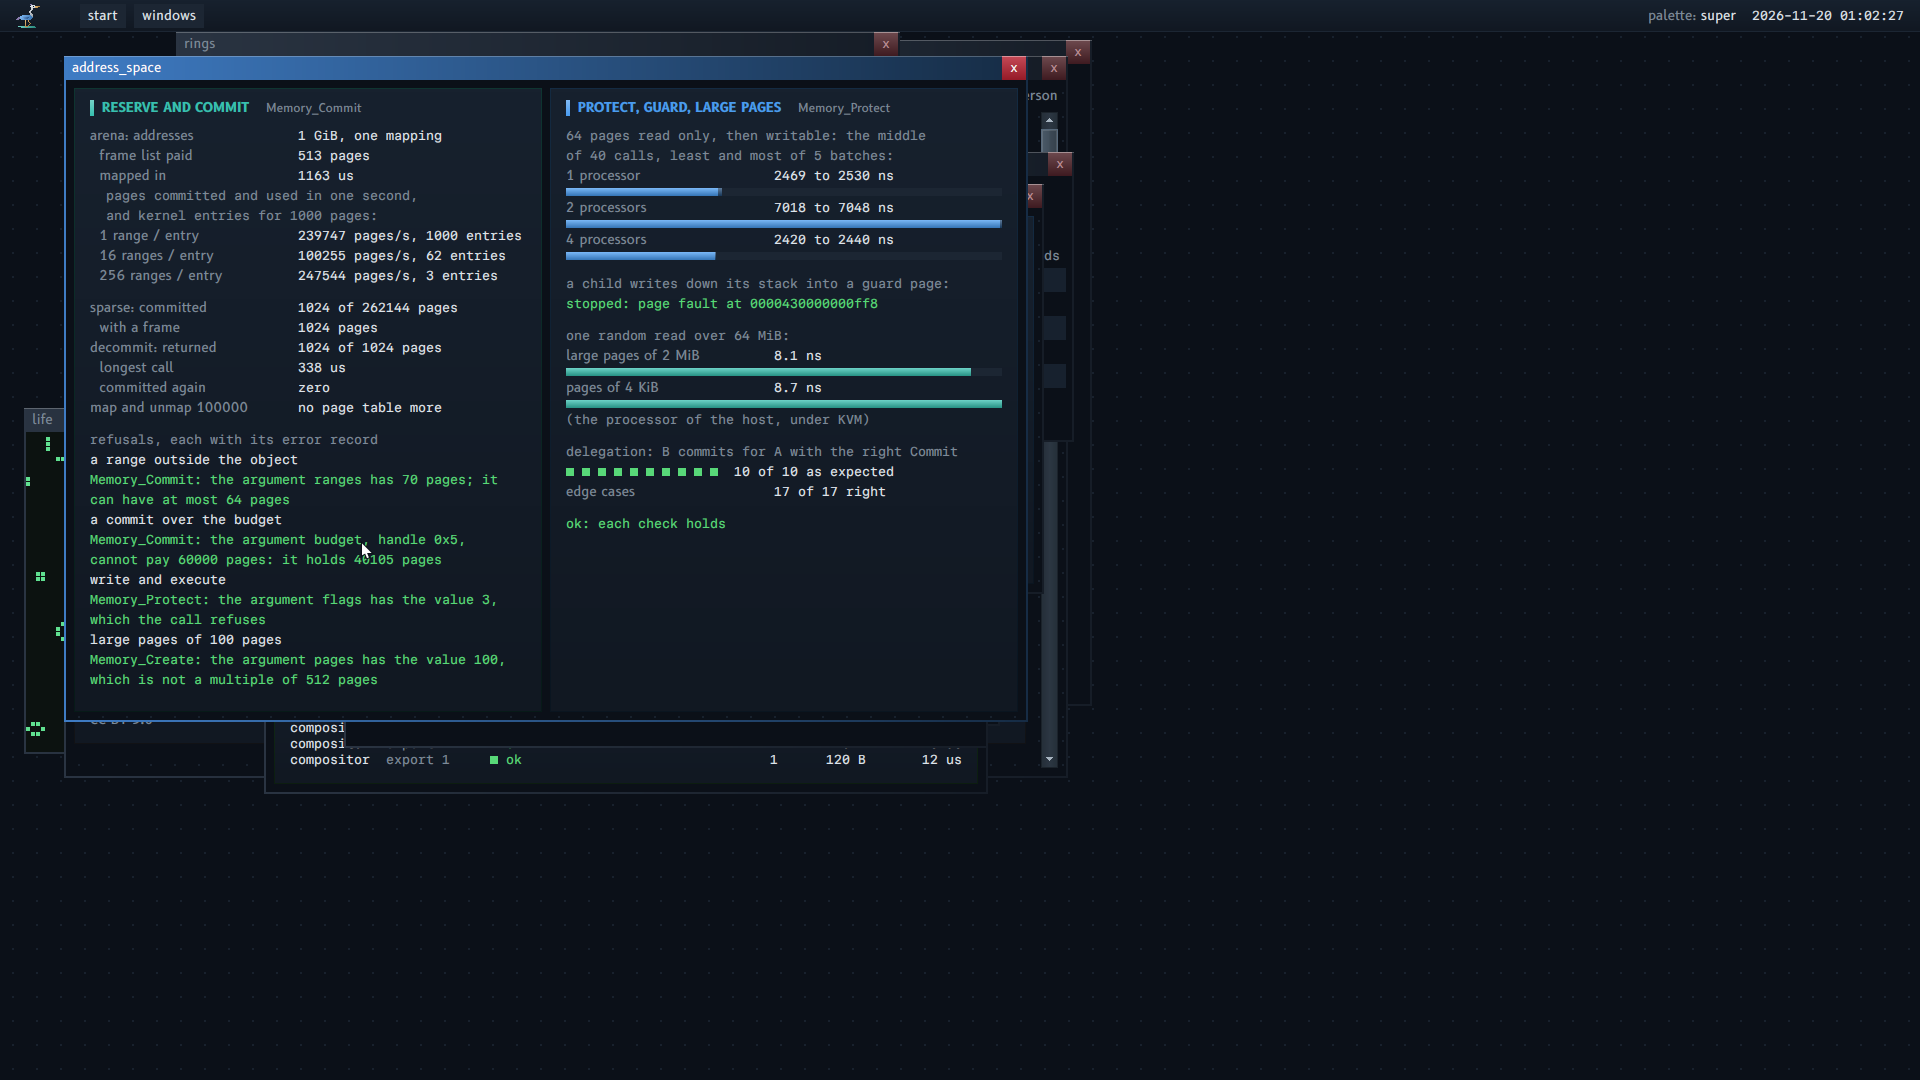 start windows palette: super 2026-11-20 01:02:27
rings x
x
address_space x
x
RESERVE AND COMMIT Memory_Commit
arena: addresses 1 GiB, one mapping
frame list paid 513 pages
mapped in 1163 us
pages committed and used in one second,
and kernel entries for 1000 pages:
1 range / entry 239747 pages/s, 1000 entries
16 ranges / entry 100255 pages/s, 62 entries
256 ranges / entry 247544 pages/s, 3 entries
sparse: committed 1024 of 262144 pages
with a frame 1024 pages
decommit: returned 1024 of 1024 pages
longest call 338 us
committed again zero
map and unmap 100000 no page table more
refusals, each with its error record
a range outside the object
Memory_Commit: the argument ranges has 70 pages; it
can have at most 64 pages
a commit over the budget
Memory_Commit: the argument budget, handle 0x5,
cannot pay 60000 pages: it holds 40105 pages
write and execute
Memory_Protect: the argument flags has the value 3,
which the call refuses
large pages of 100 pages
Memory_Create: the argument pages has the value 100,
which is not a multiple of 512 pages
PROTECT, GUARD, LARGE PAGES Memory_Protect
64 pages read only, then writable: the middle
of 40 calls, least and most of 5 batches:
1 processor 2469 to 2530 ns
2 processors 7018 to 7048 ns
4 processors 2420 to 2440 ns
a child writes down its stack into a guard page:
stopped: page fault at 0000430000000ff8
one random read over 64 MiB:
large pages of 2 MiB 8.1 ns
pages of 4 KiB 8.7 ns
(the processor of the host, under KVM)
delegation: B commits for A with the right Commit
10 of 10 as expected
edge cases 17 of 17 right
ok: each check holds
erson
x
x
ds
life
composi
composi
compositor export 1 ok 1 120 B 12 us